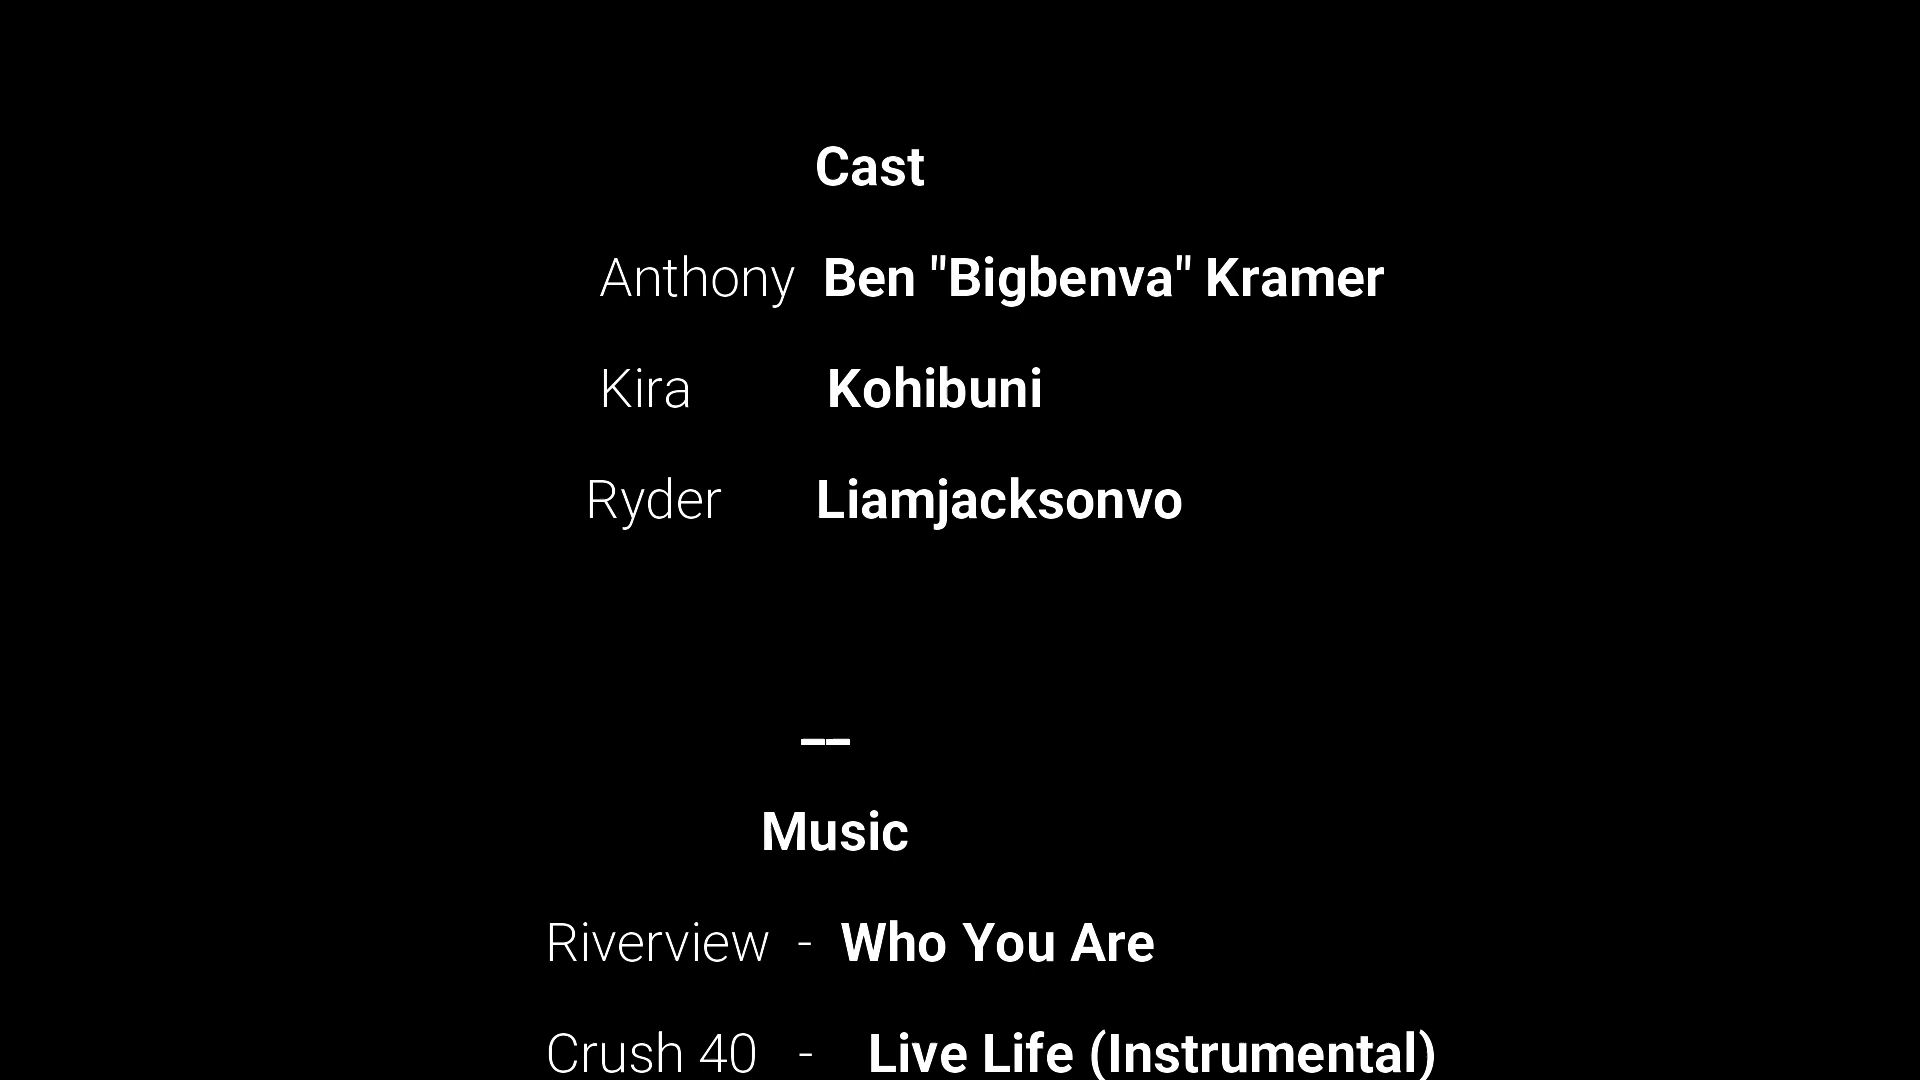 Cast
Anthony Ben "Bigbenva" Kramer
Kira Kohibuni
Ryder Liamjacksonvo
__
Music
Riverview - Who You Are
Crush 40 - Live Life (Instrumental)